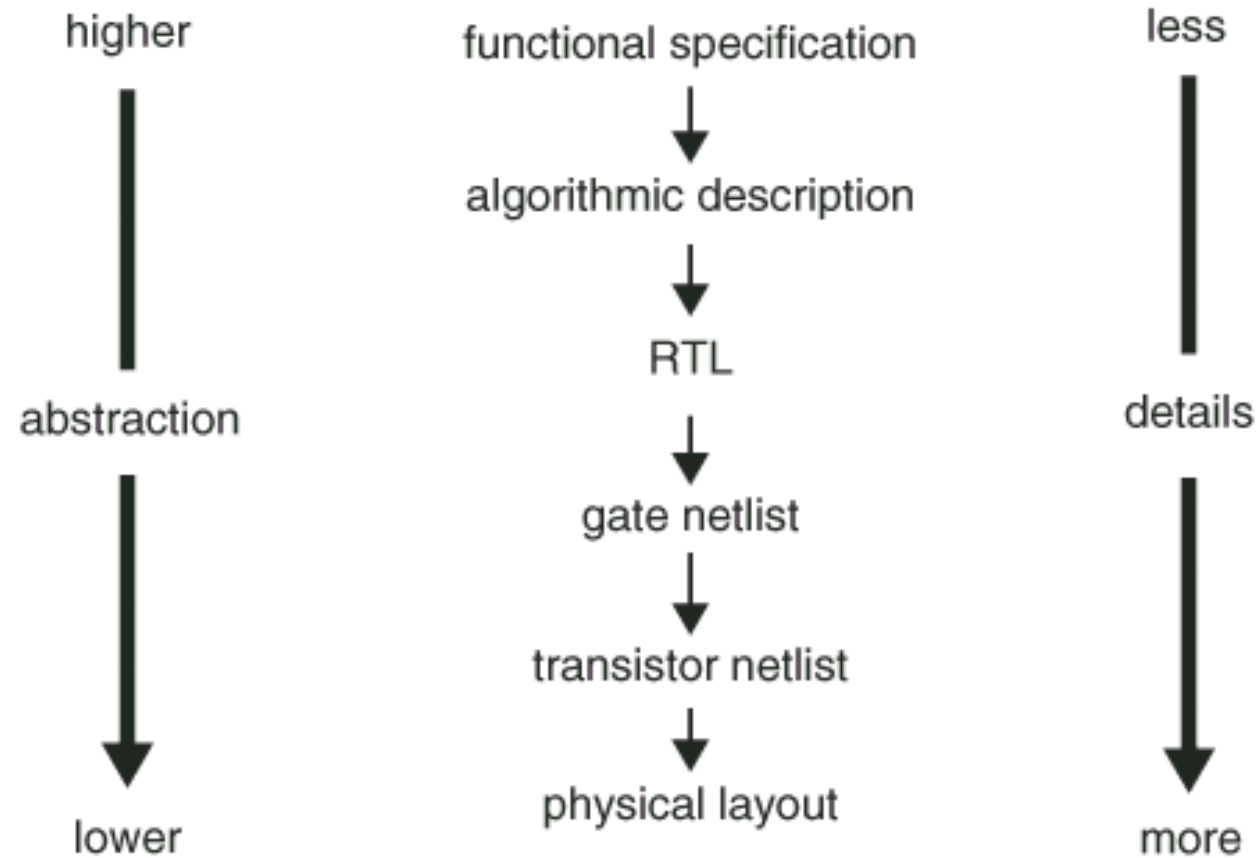 higher
functional specification
less
algorithmic description
RTL
abstraction
details
gate netlist
transistor netlist
physical layout
lower
more